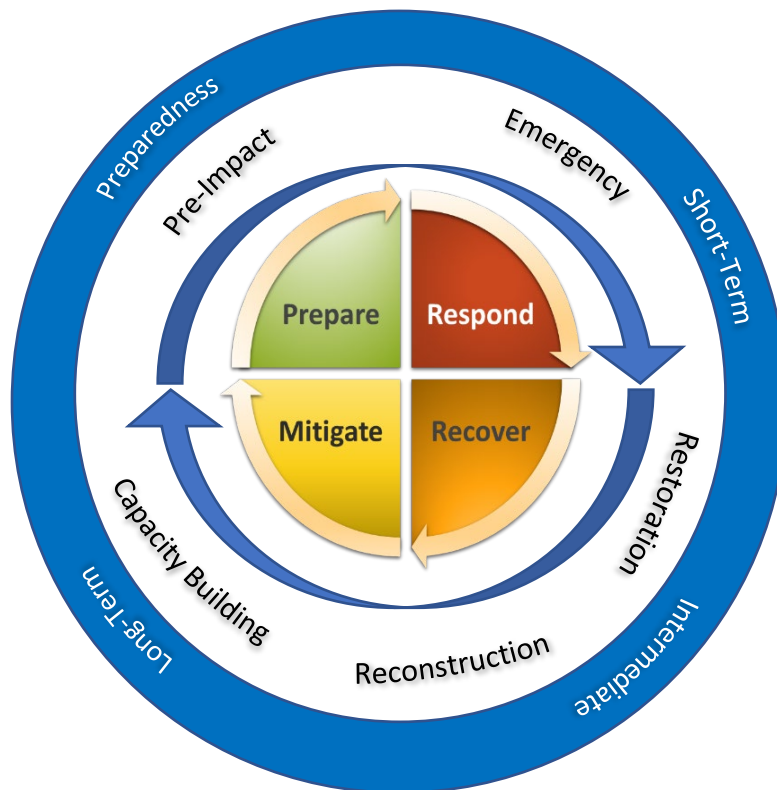 Preparedness
Short-Term
Intermediate
Long-Term
Pre-Impact
Emergency
Restoration
Reconstruction
Capacity Building
Prepare
Respond
Mitigate
Recover